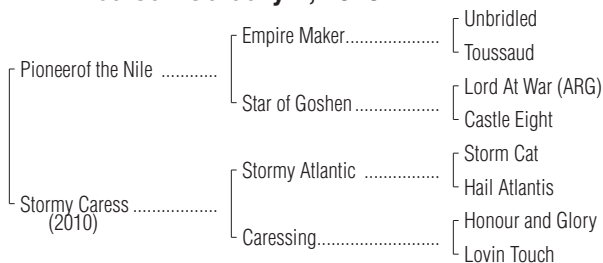 Unbridled
Empire Maker....................
Toussaud
Pioneerof the Nile ............
Lord At War (ARG)
Star of Goshen..................
Castle Eight
Storm Cat
Stormy Atlantic ................
Hail Atlantis
Stormy Caress ..................
(2010)
Honour and Glory
Caressing..........................
Lovin Touch